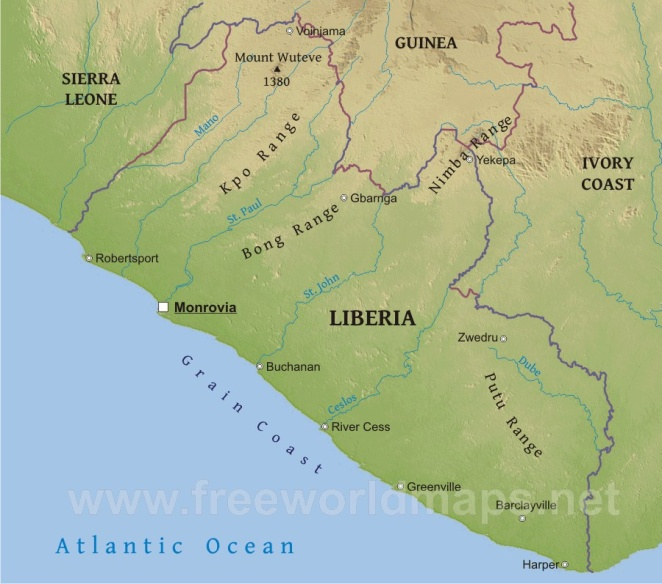 Voinjama
GUINEA
Mount Wuteve
1380
SIERRA
LEONE
Mano
Kpo Range
Nimba Range
Yekepa
IVORY
COAST
Gbarnga
St. Paul
Bong Range
Robertsport
St. John
Monrovia
LIBERIA
Zwedru
Buchanan
Dube
Grain Coast
Putu Range
Ceslos
River Cess
Greenville
www.freeworldmaps.net
Barclayville
Atlantic Ocean
Harper